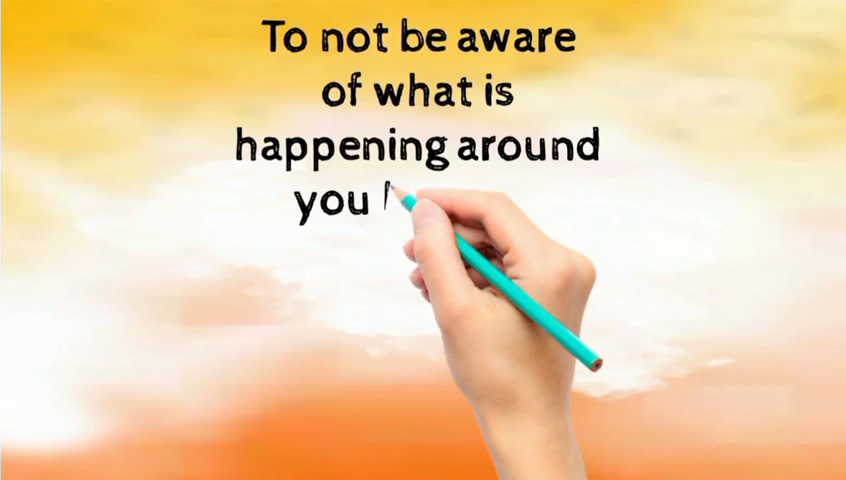 To not be aware
of what is
happening around
you